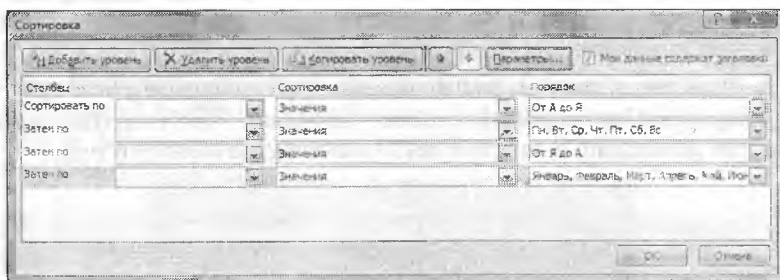 Сортировка
Добавить уровень Удалить уровень Копировать уровень Параметры... Мои данные содержат заголовки
Столбец Сортировка Порядок
Сортировать по Значения От А до Я
Затем по Значения Пн, Вт, Ср, Чт, Пт, Сб, Вс
Затем по Значения От Я до А
Затем по Значения Январь, Февраль, Март, Апрель, Май, Июн
OK Отмена